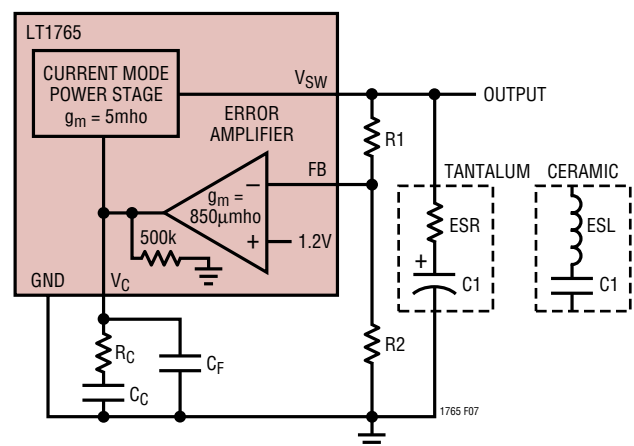 LT1765
CURRENT MODE
POWER STAGE
gm = 5mho
VSW
OUTPUT
ERROR
AMPLIFIER
R1
FB
TANTALUM
CERAMIC
gm =
850µmho
–
+
1.2V
500k
ESR
ESL
+
C1
C1
GND
VC
RC
CF
R2
CC
1765 F07